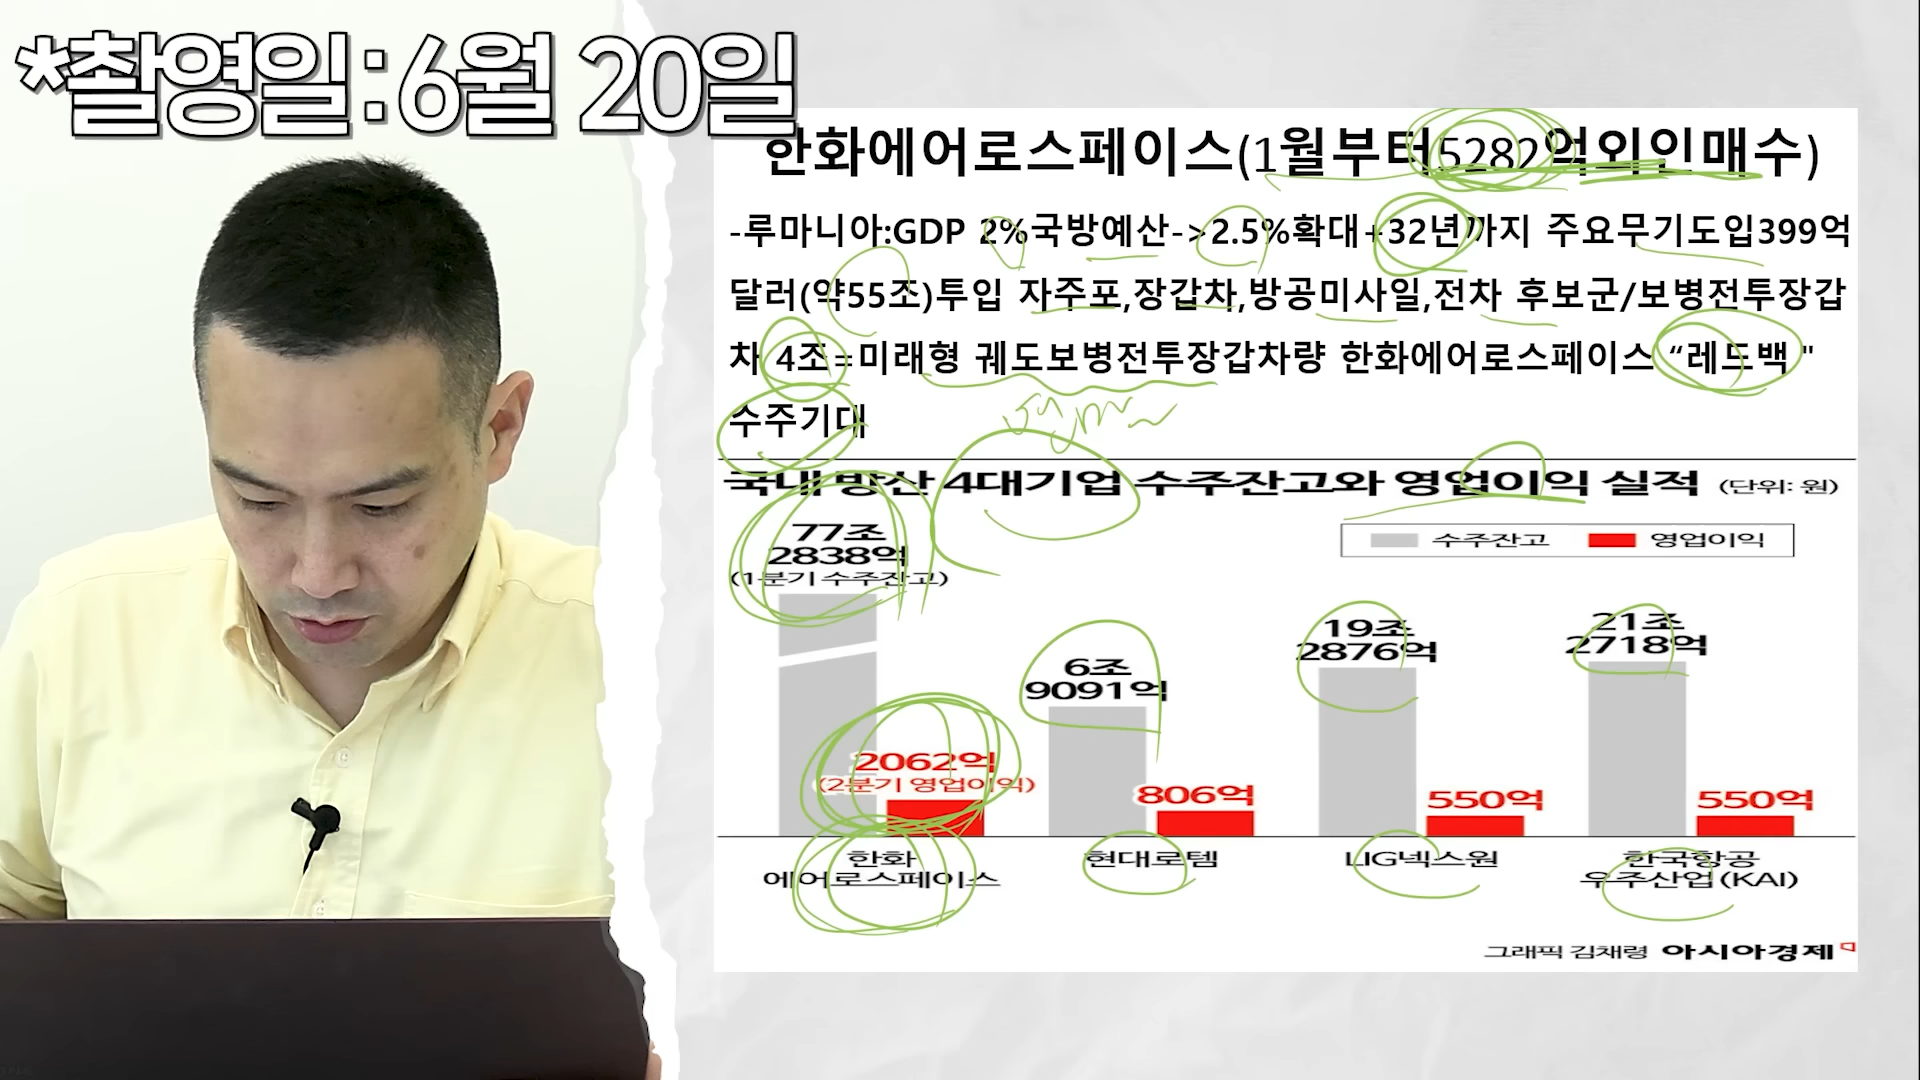 *촬영일:6월 20일
한화에어로스페이스(1월부터5282억외인매수)
-루마니아:GDP 2%국방예산->2.5%확대+32년까지 주요무기도입399억
달러(약55조)투입 자주포,장갑차,방공미사일,전차 후보군/보병전투장갑
차 4조=미래형 궤도보병전투장갑차량 한화에어로스페이스 “레드백"
수주기대
국내 방산 4대기업 수주잔고와 영업이익 실적 (단위: 원)
수주잔고 영업이익
77조
2838억
(1분기 수주잔고)
2062억
(2분기 영업이익)
한화
에어로스페이스
6조
9091억
806억
현대로템
19조
2876억
550억
LIG넥스원
21조
2718억
550억
한국항공
우주산업(KAI)
그래픽 김채령 아시아경제